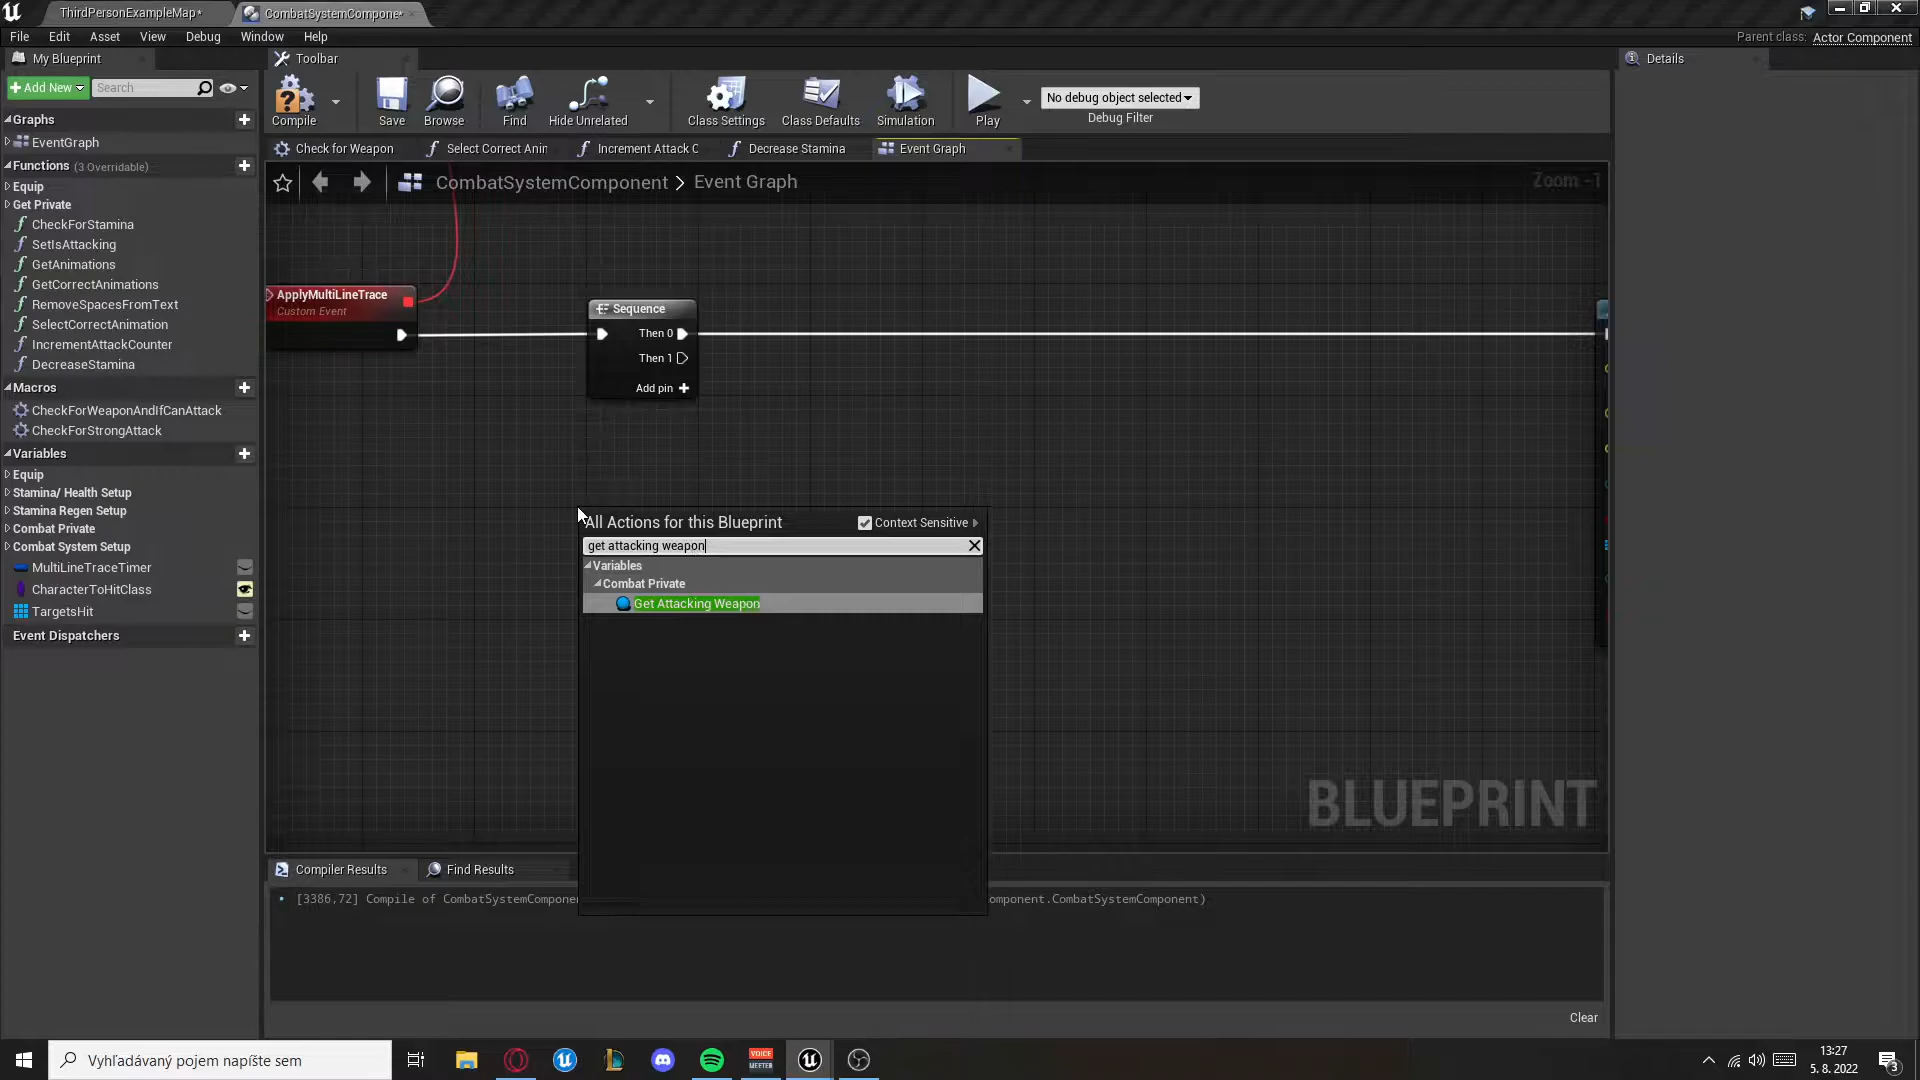 ThirdPersonExampleMap*
CombatSystemCompone*
File Edit Asset View Debug Window Help
Parent class: Actor Component
My Blueprint
Toolbar
Details
Add New
Search
Compile
Save
Browse
Find
Hide Unrelated
Class Settings
Class Defaults
Simulation
Play
No debug object selected
Debug Filter
Check for Weapon
Select Correct Anin
Increment Attack C
Decrease Stamina
Event Graph
CombatSystemComponent > Event Graph
Zoom -1
Graphs
EventGraph
Functions (3 Overridable)
Equip
Get Private
CheckForStamina
SetIsAttacking
GetAnimations
GetCorrectAnimations
RemoveSpacesFromText
SelectCorrectAnimation
IncrementAttackCounter
DecreaseStamina
Macros
CheckForWeaponAndIfCanAttack
CheckForStrongAttack
Variables
Equip
Stamina/ Health Setup
Stamina Regen Setup
Combat Private
Combat System Setup
MultiLineTraceTimer
CharacterToHitClass
TargetsHit
Event Dispatchers
ApplyMultiLineTrace
Custom Event
Sequence
Then 0
Then 1
Add pin
All Actions for this Blueprint
Context Sensitive
get attacking weapon
Variables
Combat Private
Get Attacking Weapon
BLUEPRINT
Compiler Results
Find Results
[3386,72] Compile of CombatSystemCompone omponent.CombatSystemComponent)
Clear
Vyhľadávaný pojem napíšte sem
VOICE
MEETER
13:27
5. 8. 2022
3